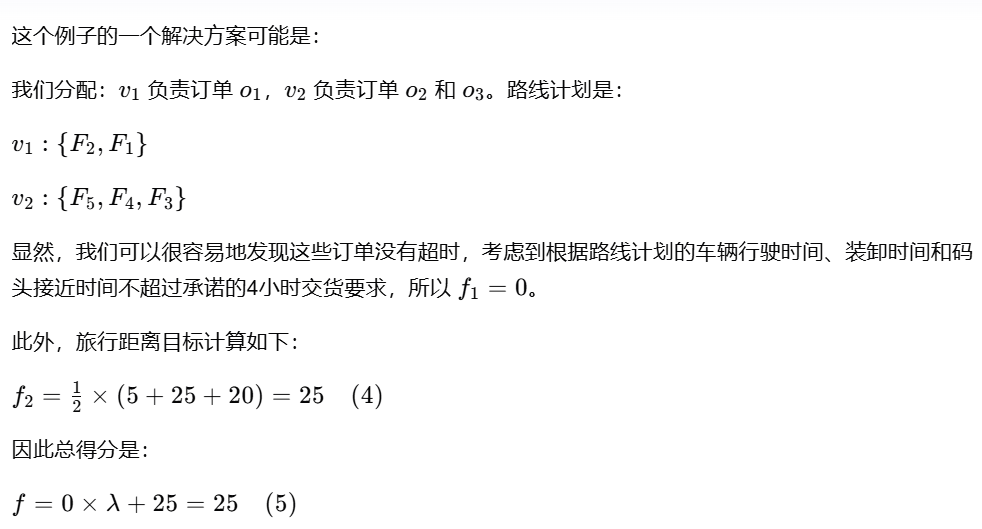 这个例子的一个解决方案可能是：
我们分配：v₁ 负责订单 o₁，v₂ 负责订单 o₂ 和 o₃。路线计划是：
v₁ : {F₂, F₁}
v₂ : {F₅, F₄, F₃}
显然，我们可以很容易地发现这些订单没有超时，考虑到根据路线计划的车辆行驶时间、装卸时间和码
头接近时间不超过承诺的4小时交货要求，所以 f₁ = 0。
此外，旅行距离目标计算如下：
f₂ = ½ × (5 + 25 + 20) = 25 (4)
因此总得分是：
f = 0 × λ + 25 = 25 (5)